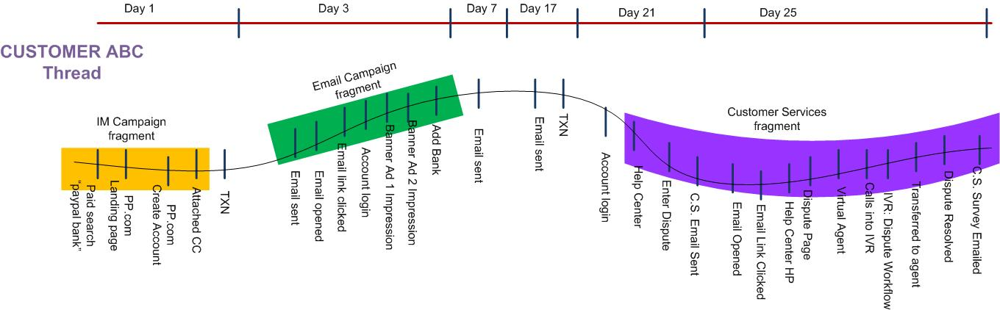 Day 1
Day 3
Day 7
Day 17
Day 21
Day 25
CUSTOMER ABC
Thread
IM Campaign
fragment
Email Campaign
fragment
Customer Services
fragment
Paid search
“paypal bank”
PP.com
Landing page
PP.com
Create Account
Attached CC
TXN
Email sent
Email opened
Email link clicked
Account login
Banner Ad 1 Impression
Banner Ad 2 Impression
Add Bank
Email sent
Email sent
TXN
Account login
Help Center
Enter Dispute
C.S. Email Sent
Email Opened
Email Link Clicked
Help Center HP
Dispute Page
Virtual Agent
Calls into IVR
IVR: Dispute Workflow
Transferred to agent
Dispute Resolved
C.S. Survey Emailed